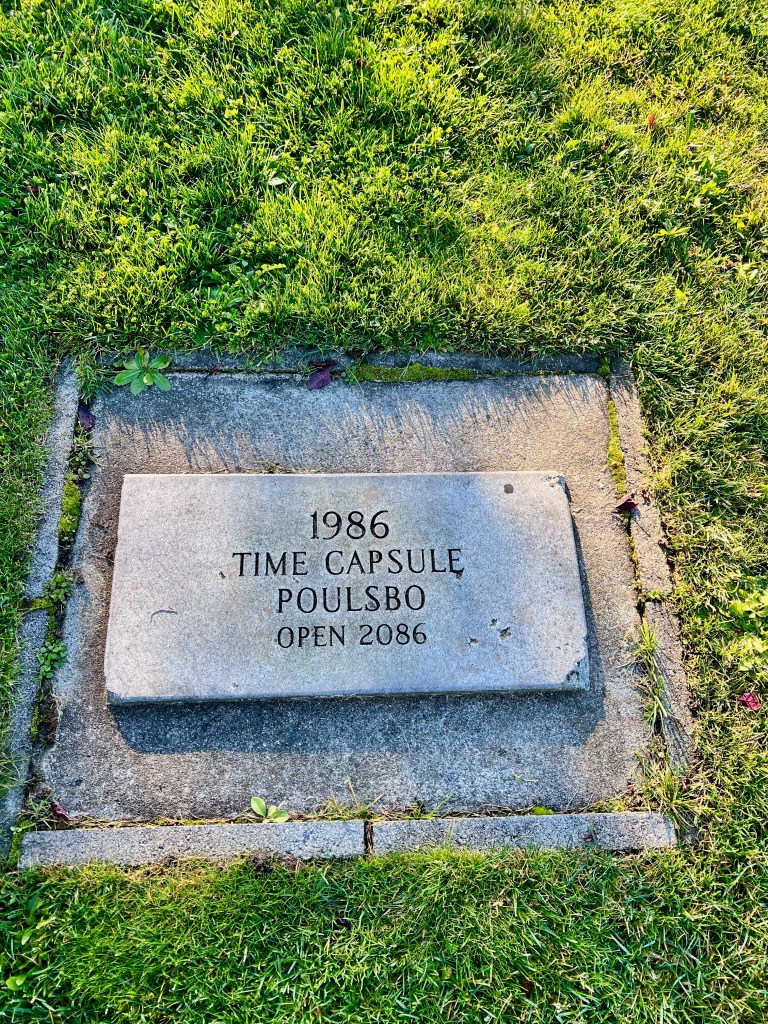 1986
TIME CAPSULE
POULSBO
OPEN 2086